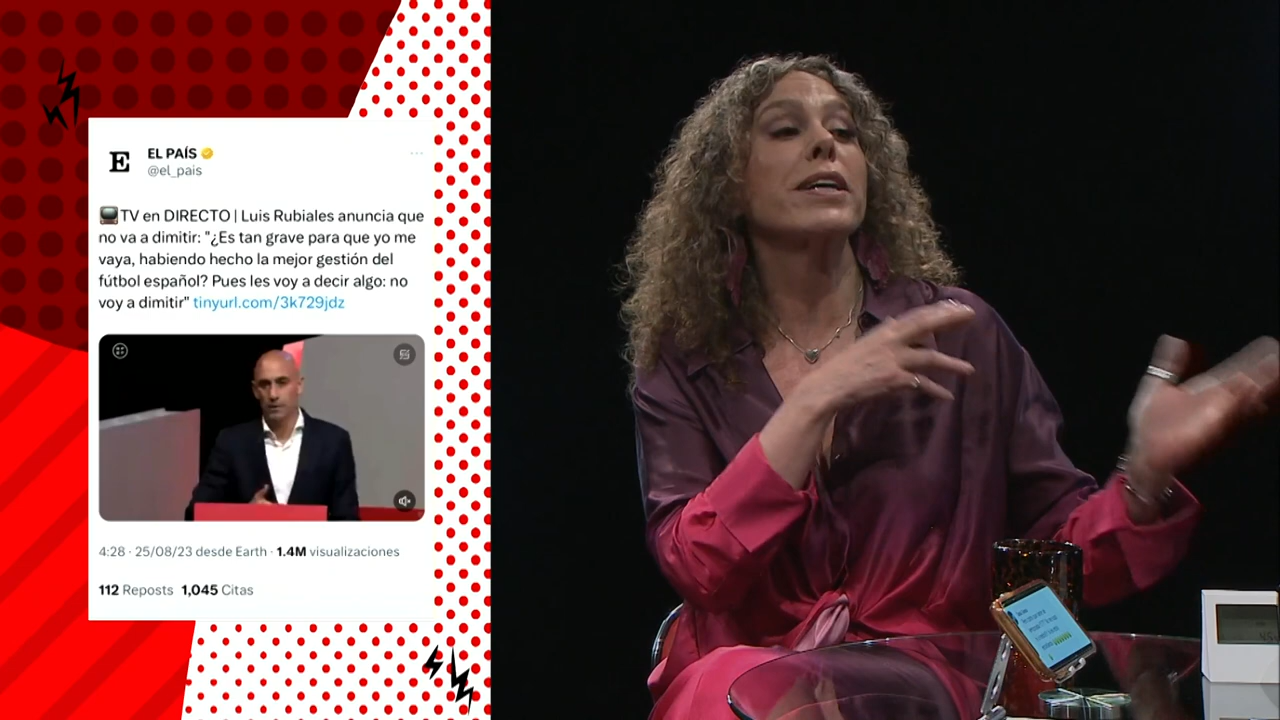 E
EL PAÍS
@el_pais
TV en DIRECTO | Luis Rubiales anuncia que
no va a dimitir: "¿Es tan grave para que yo me
vaya, habiendo hecho la mejor gestión del
fútbol español? Pues les voy a decir algo: no
voy a dimitir" tinyurl.com/3k729jdz
4:28 · 25/08/23 desde Earth · 1.4M visualizaciones
112 Reposts 1,045 Citas